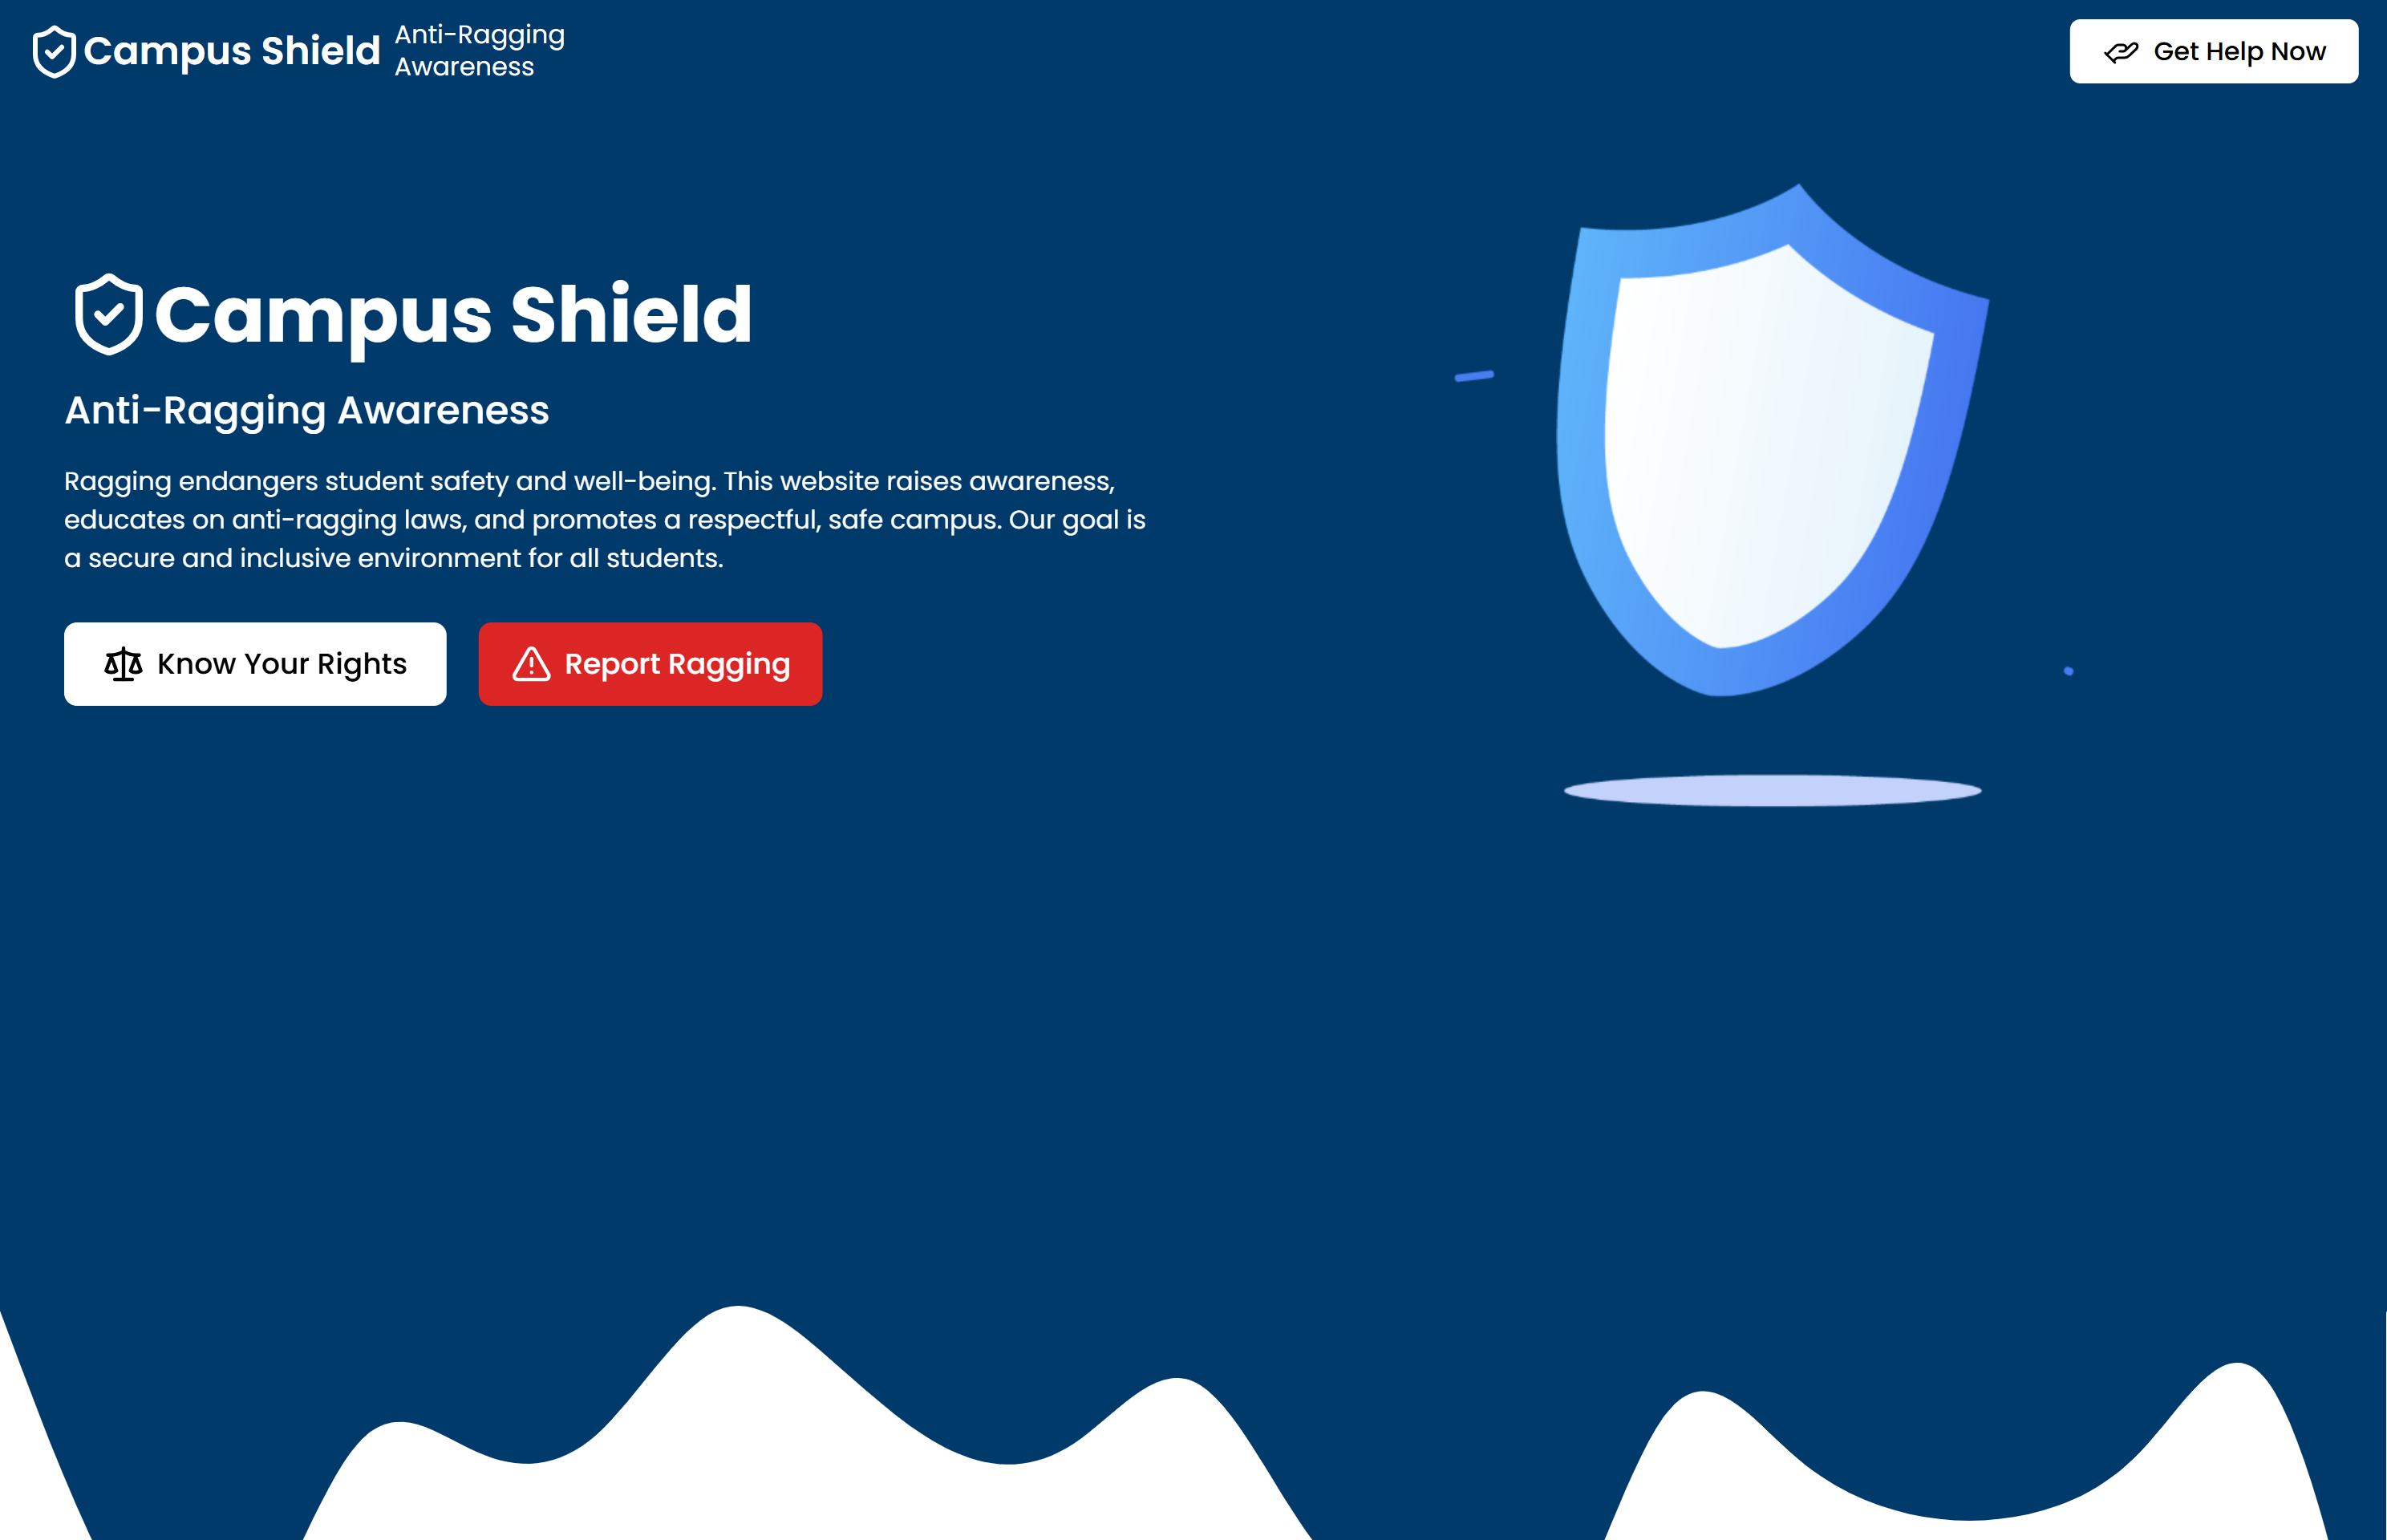 Campus Shield
Anti-Ragging
Awareness
Get Help Now
Campus Shield
Anti-Ragging Awareness
Ragging endangers student safety and well-being. This website raises awareness,
educates on anti-ragging laws, and promotes a respectful, safe campus. Our goal is
a secure and inclusive environment for all students.
Know Your Rights
Report Ragging